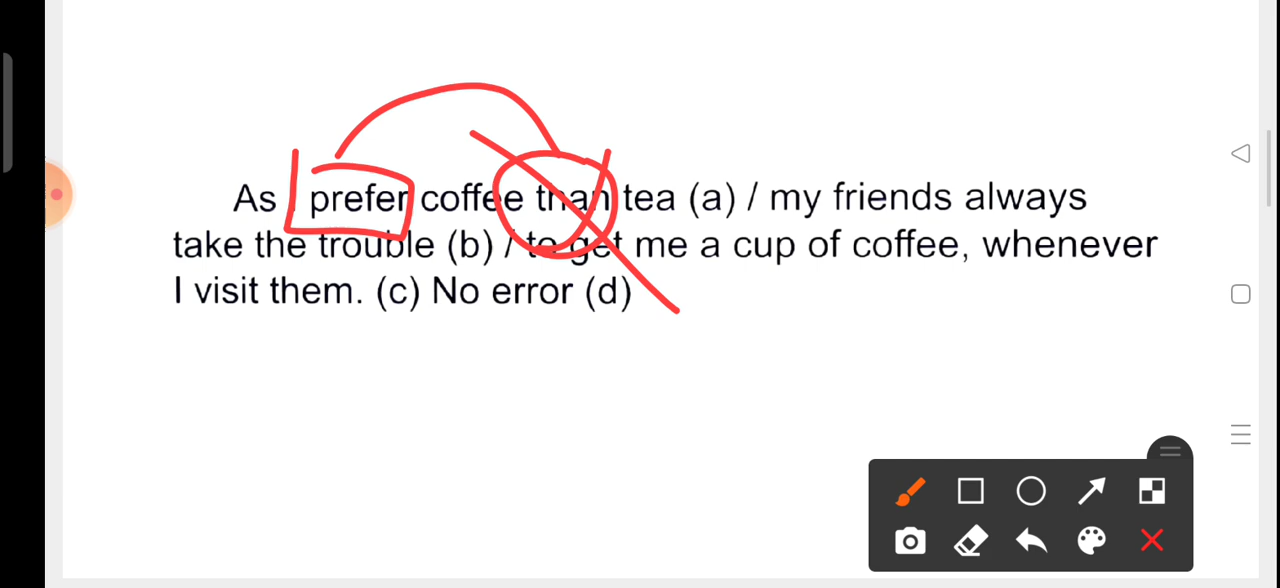 As I prefer coffee than tea (a) / my friends always
take the trouble (b) / to get me a cup of coffee, whenever
I visit them. (c) No error (d)